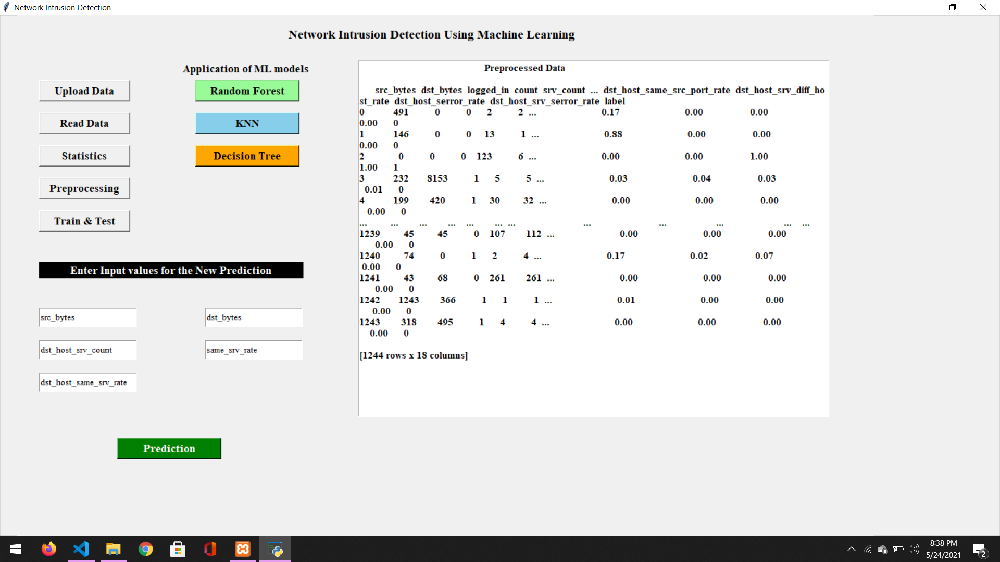 Network Intrusion Detection
Network Intrusion Detection Using Machine Learning
Application of ML models
Upload Data
Random Forest
Read Data
KNN
Statistics
Decision Tree
Preprocessing
Train & Test
Enter Input values for the New Prediction
src_bytes
dst_bytes
dst_host_srv_count
same_srv_rate
dst_host_same_srv_rate
Prediction
Preprocessed Data
src_bytes dst_bytes logged_in count srv_count ... dst_host_same_src_port_rate dst_host_srv_diff_ho
st_rate dst_host_serror_rate dst_host_srv_serror_rate label
0 491 0 0 2 2 ... 0.17 0.00 0.00
0.00 0
1 146 0 0 13 1 ... 0.88 0.00 0.00
0.00 0
2 0 0 0 123 6 ... 0.00 0.00 1.00
1.00 1
3 232 8153 1 5 5 ... 0.03 0.04 0.03
0.01 0
4 199 420 1 30 32 ... 0.00 0.00 0.00
0.00 0
... ... ... ... ... ... ... ... ... ... ... ...
1239 45 45 0 107 112 ... 0.00 0.00 0.00
0.00 0
1240 74 0 1 2 4 ... 0.17 0.02 0.07
0.00 0
1241 43 68 0 261 261 ... 0.00 0.00 0.00
0.00 0
1242 1243 366 1 1 1 ... 0.01 0.00 0.00
0.00 0
1243 318 495 1 4 4 ... 0.00 0.00 0.00
0.00 0
[1244 rows x 18 columns]
8:38 PM
5/24/2021
2